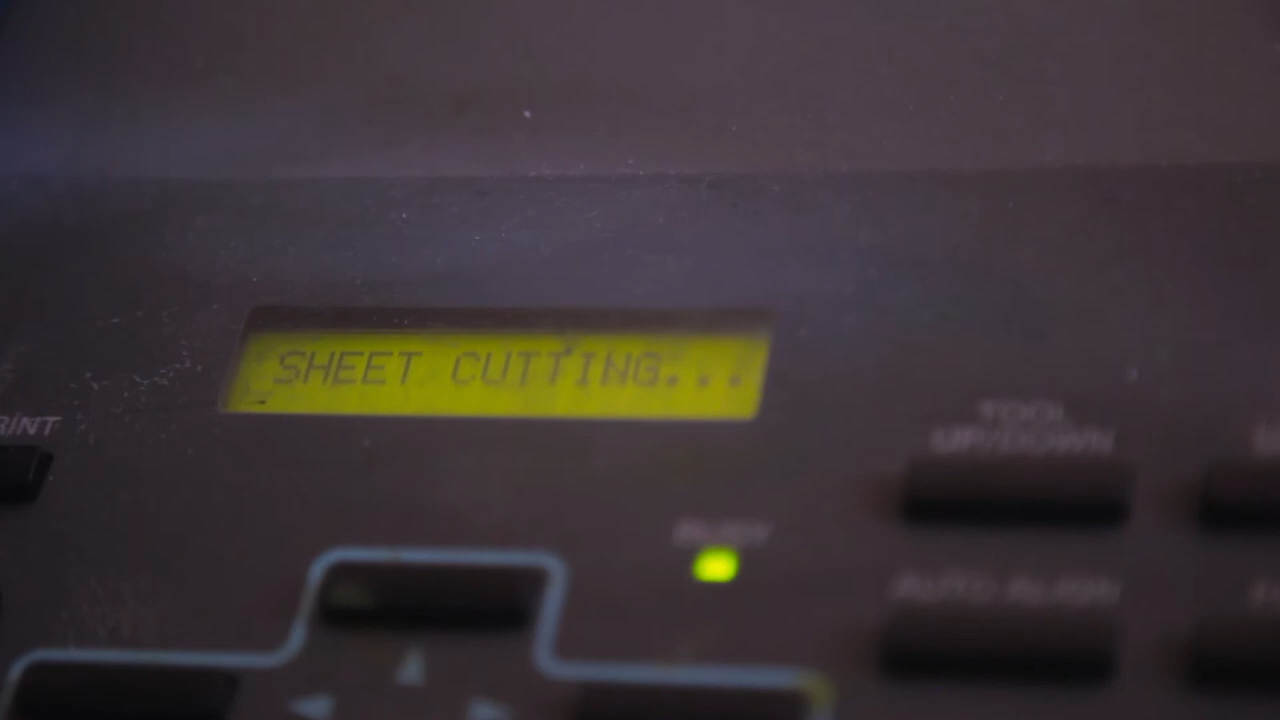 SHEET CUTTING...
RINT
TOOL
UP/DOWN
BUSY
AUTO ALIGN